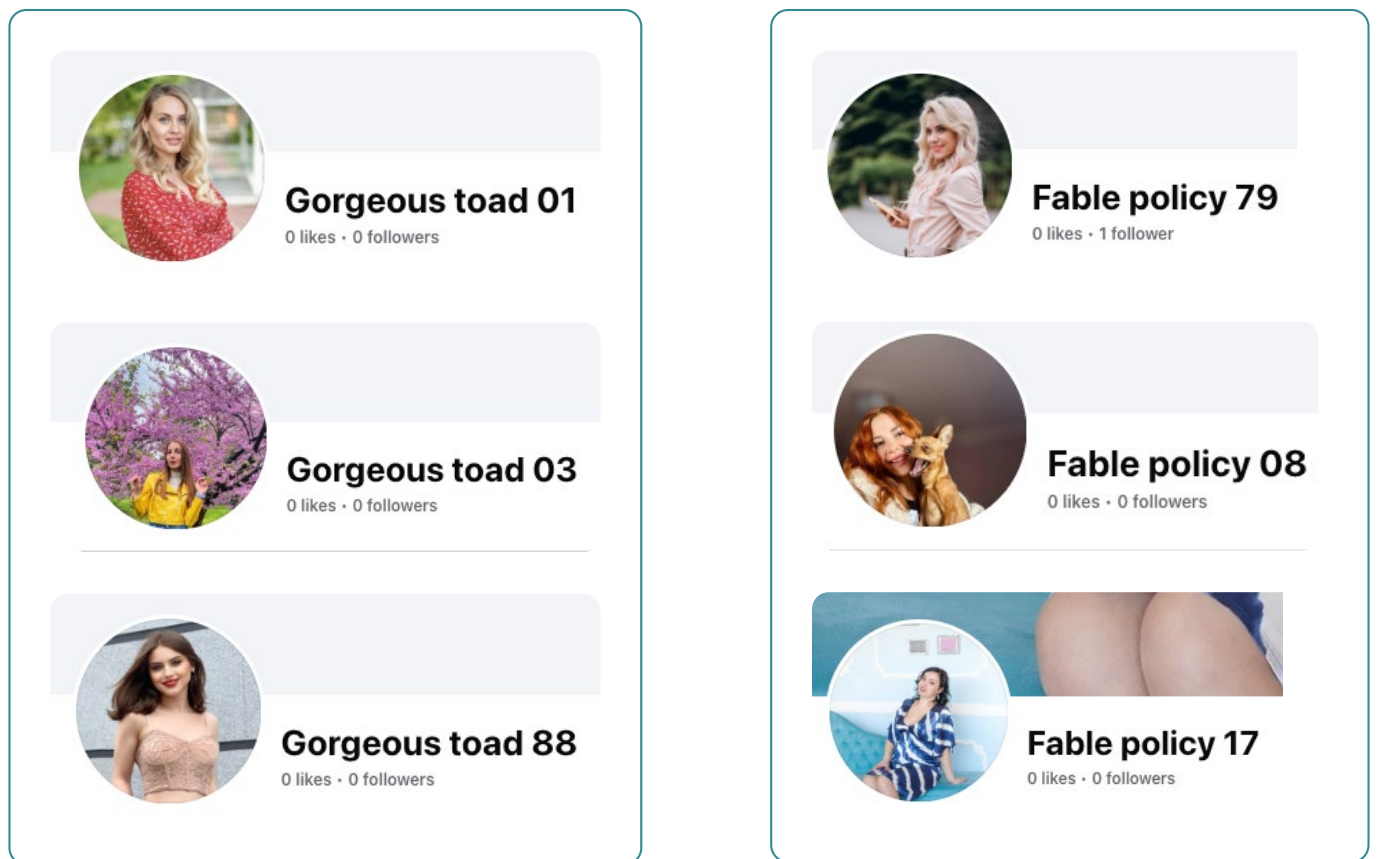 Gorgeous toad 01
0 likes • 0 followers
Gorgeous toad 03
0 likes • 0 followers
Gorgeous toad 88
0 likes • 0 followers
Fable policy 79
0 likes • 1 follower
Fable policy 08
0 likes • 0 followers
Fable policy 17
0 likes • 0 followers